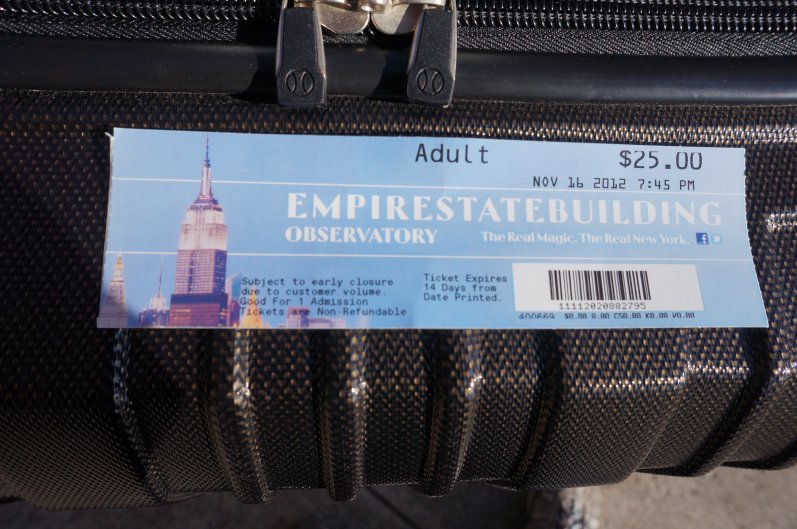 Adult $25.00
NOV 16 2012 7:45 PM
EMPIRESTATEBUILDING
OBSERVATORY The Real Magic. The Real New York.
Subject to early closure
due to customer volume.
Good For 1 Admission
Tickets are Non-Refundable
Ticket Expires
14 Days from
Date Printed.
11112020882795
400669 $0.00 0.00 C$0.00 K0.00 W0.00